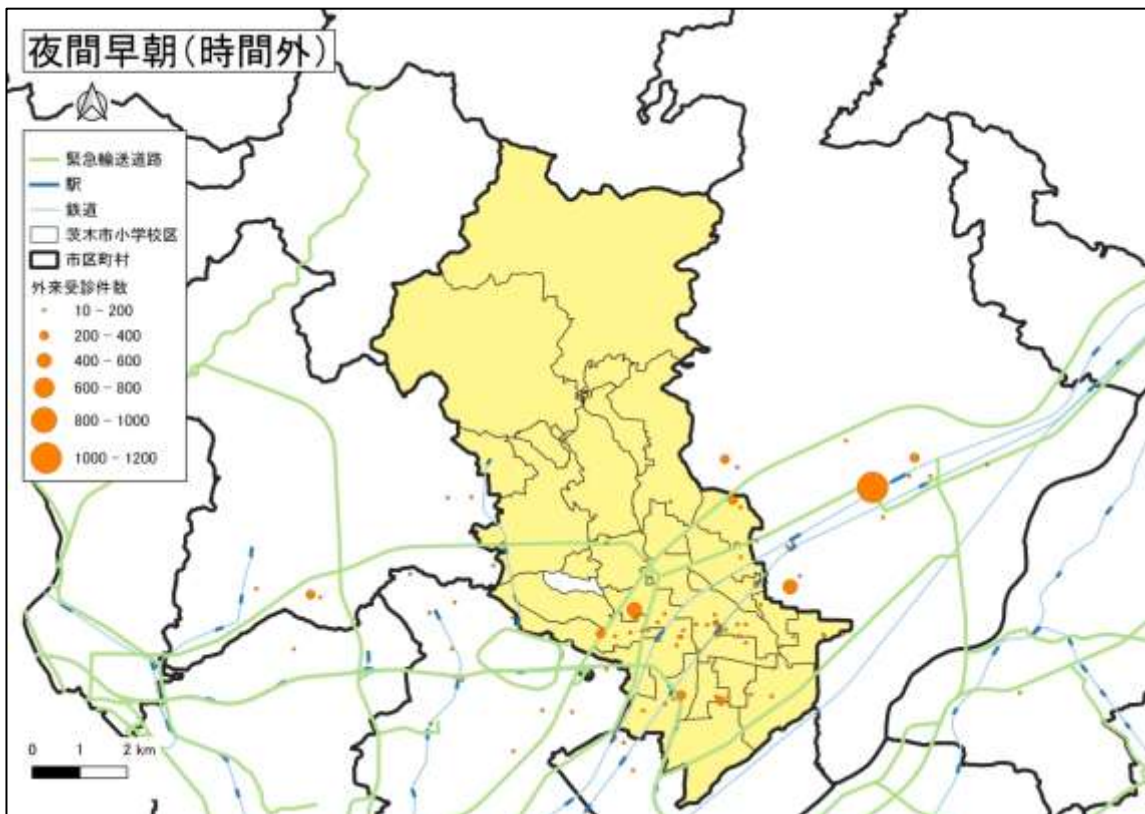 夜間早朝(時間外)
緊急輸送道路
駅
鉄道
茨木市小学校区
市区町村
外来受診件数
10 - 200
200 - 400
400 - 600
600 - 800
800 - 1000
1000 - 1200
0 1 2 km